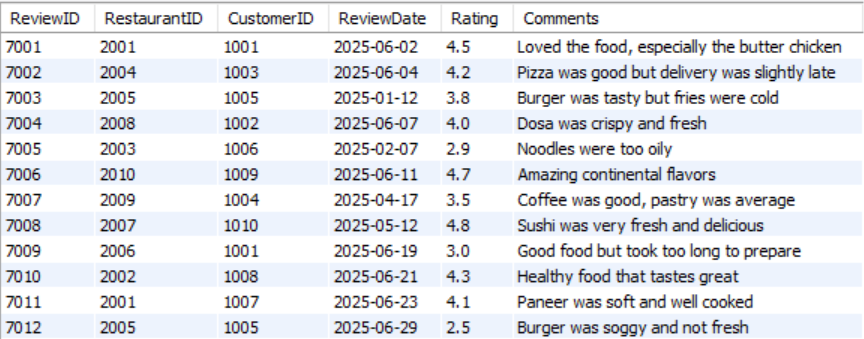 ReviewID RestaurantID CustomerID ReviewDate Rating Comments
7001 2001 1001 2025-06-02 4.5 Loved the food, especially the butter chicken
7002 2004 1003 2025-06-04 4.2 Pizza was good but delivery was slightly late
7003 2005 1005 2025-01-12 3.8 Burger was tasty but fries were cold
7004 2008 1002 2025-06-07 4.0 Dosa was crispy and fresh
7005 2003 1006 2025-02-07 2.9 Noodles were too oily
7006 2010 1009 2025-06-11 4.7 Amazing continental flavors
7007 2009 1004 2025-04-17 3.5 Coffee was good, pastry was average
7008 2007 1010 2025-05-12 4.8 Sushi was very fresh and delicious
7009 2006 1001 2025-06-19 3.0 Good food but took too long to prepare
7010 2002 1008 2025-06-21 4.3 Healthy food that tastes great
7011 2001 1007 2025-06-23 4.1 Paneer was soft and well cooked
7012 2005 1005 2025-06-29 2.5 Burger was soggy and not fresh